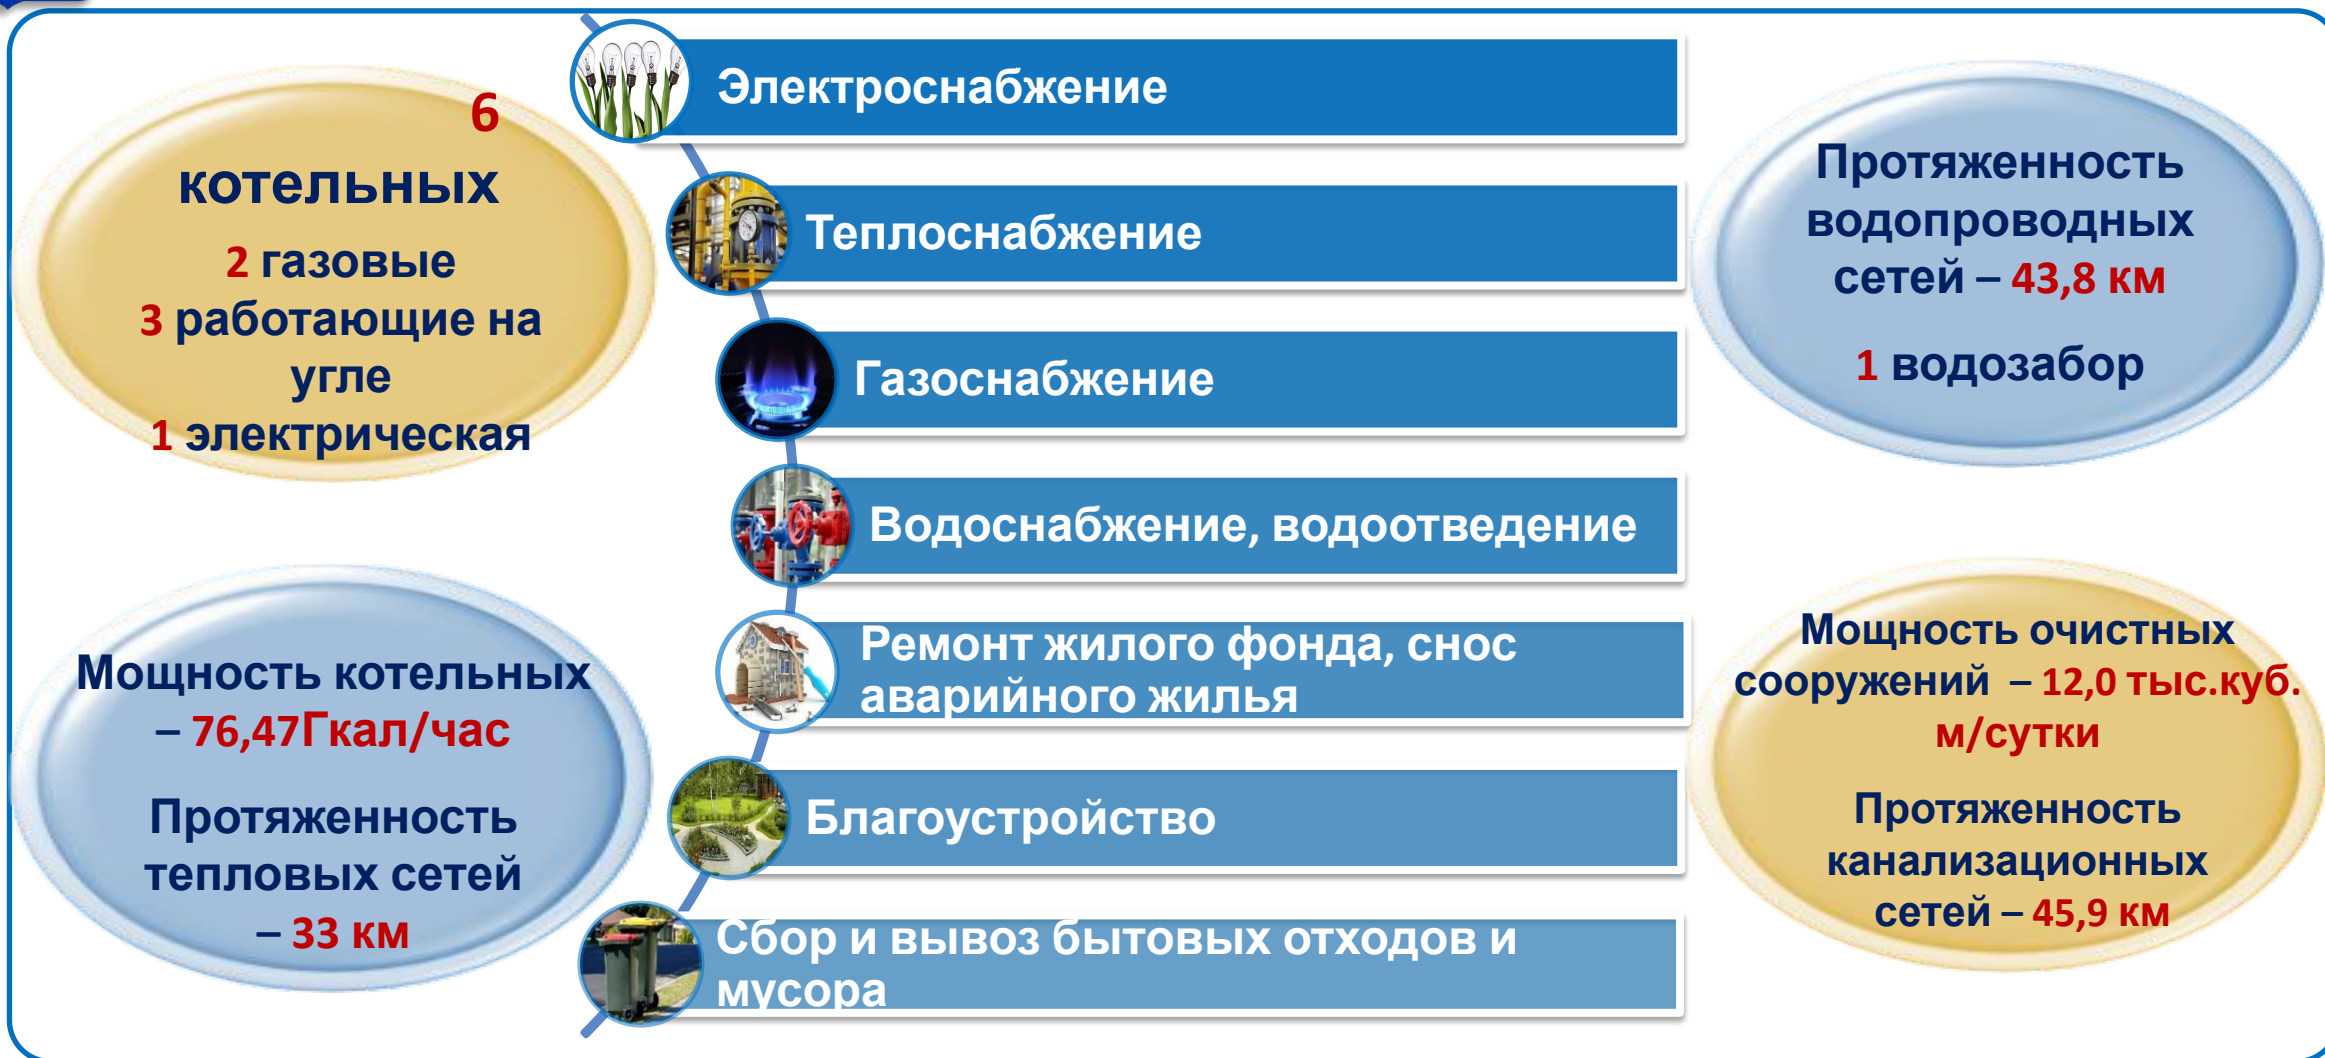 6
котельных
2 газовые
3 работающие на
угле
1 электрическая
Мощность котельных
– 76,47Гкал/час
Протяженность
тепловых сетей
– 33 км
Электроснабжение
Теплоснабжение
Газоснабжение
Водоснабжение, водоотведение
Ремонт жилого фонда, снос
аварийного жилья
Благоустройство
Сбор и вывоз бытовых отходов и
мусора
Протяженность
водопроводных
сетей – 43,8 км
1 водозабор
Мощность очистных
сооружений – 12,0 тыс.куб.
м/сутки
Протяженность
канализационных
сетей – 45,9 км